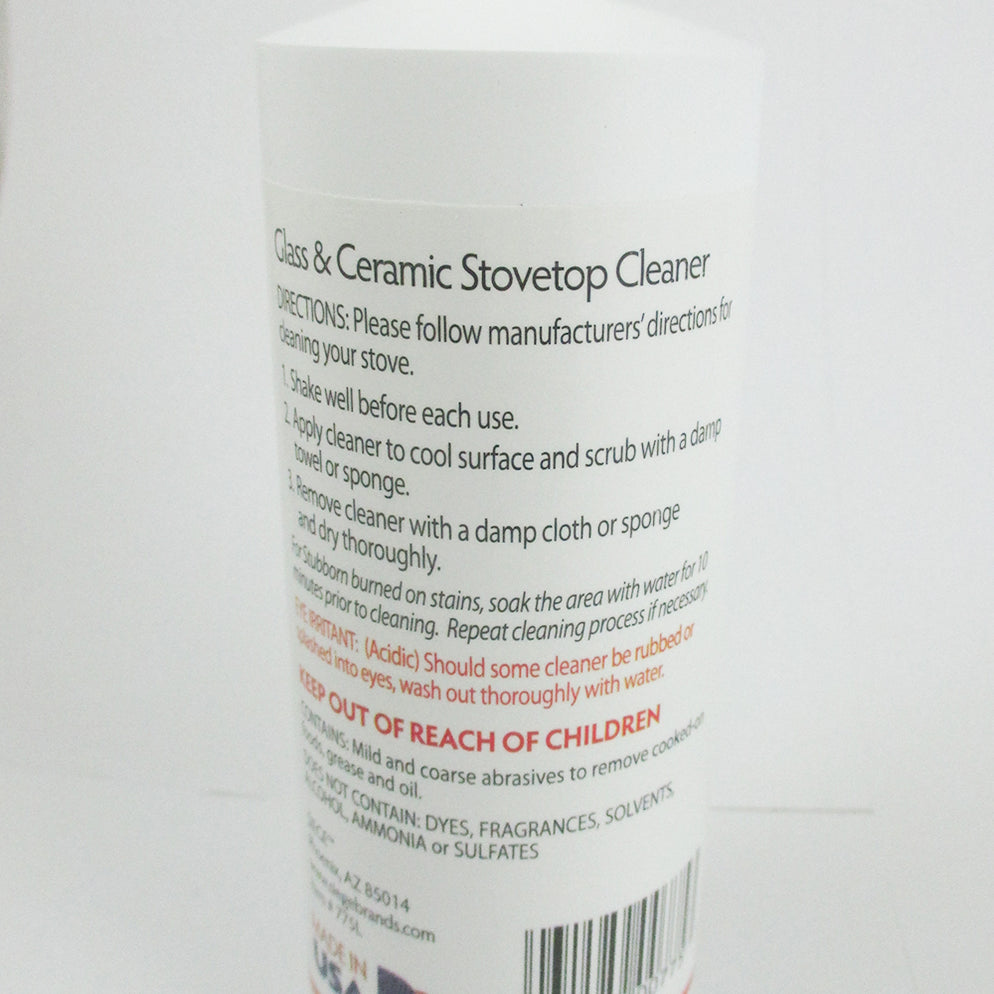 Glass & Ceramic Stovetop Cleaner
DIRECTIONS: Please follow manufacturers' directions for
cleaning your stove.
1. Shake well before each use.
2. Apply cleaner to cool surface and scrub with a damp
towel or sponge.
3. Remove cleaner with a damp cloth or sponge
and dry thoroughly.
For Stubborn burned on stains, soak the area with water for 10
minutes prior to cleaning. Repeat cleaning process if necessary.
EYE IRRITANT: (Acidic) Should some cleaner be rubbed or
splashed into eyes, wash out thoroughly with water.
KEEP OUT OF REACH OF CHILDREN
CONTAINS: Mild and coarse abrasives to remove cooked-on
foods, grease and oil.
DOES NOT CONTAIN: DYES, FRAGRANCES, SOLVENTS,
ALCOHOL, AMMONIA or SULFATES
Phoenix, AZ 85014
www.siegebrands.com
Item # 775L
MADE IN
USA